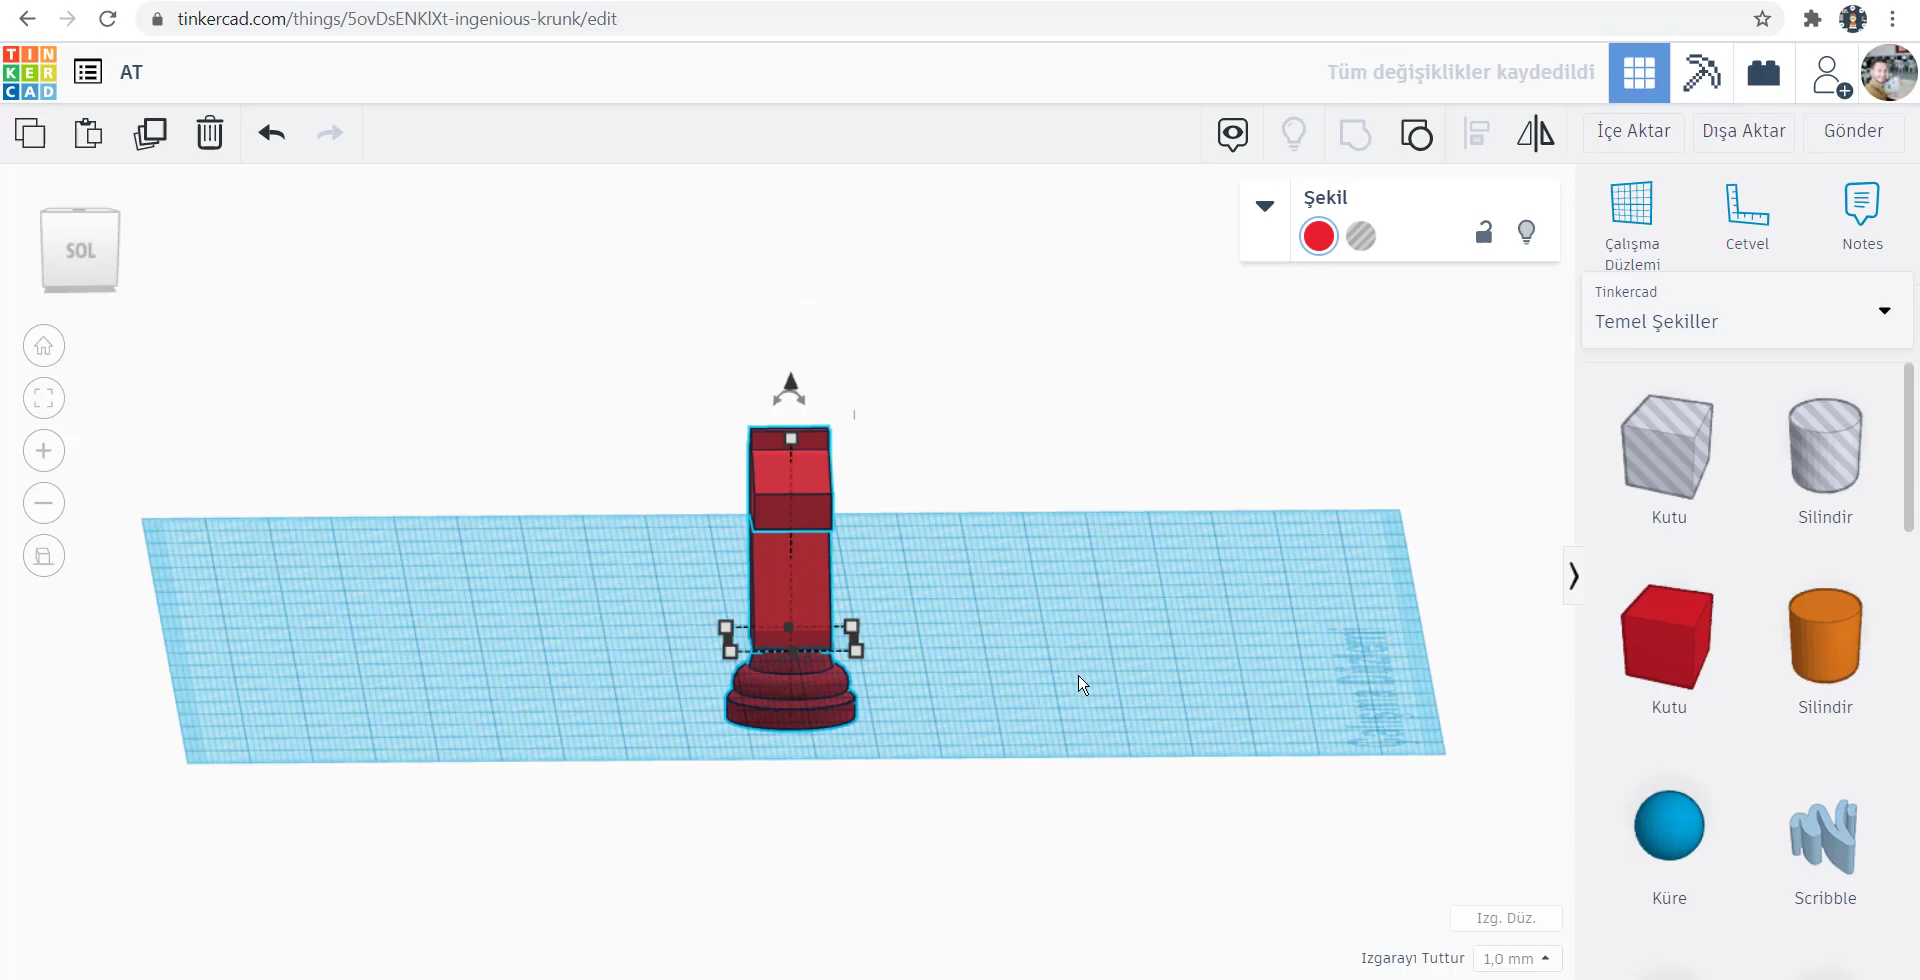 tinkercad.com/things/5ovDsENKlXt-ingenious-krunk/edit
TIN
KER
CAD
AT
Tüm değişiklikler kaydedildi
İçe Aktar
Dışa Aktar
Gönder
SOL
Şekil
Çalışma
Düzlemi
Cetvel
Notes
Tinkercad
Temel Şekiller
Kutu
Silindir
Kutu
Silindir
Küre
Scribble
Çalışma Düzlemi
Izg. Düz.
Izgarayı Tuttur
1,0 mm